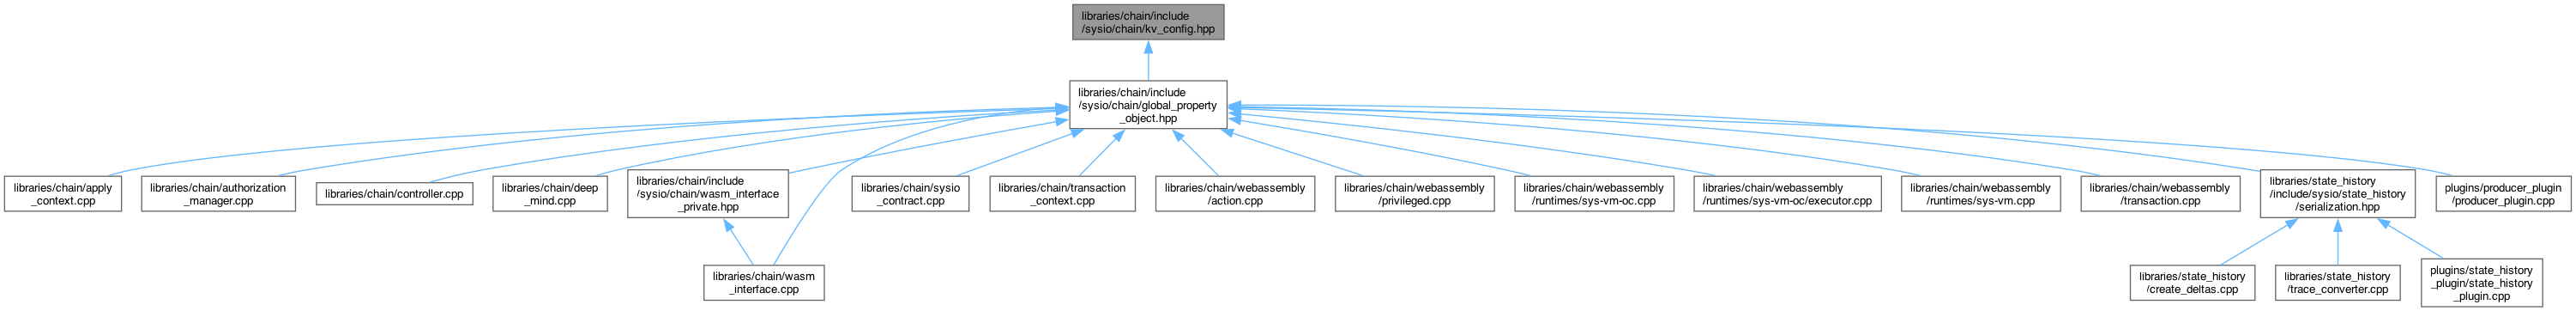 libraries/chain/include
/sysio/chain/kv_config.hpp
libraries/chain/include
/sysio/chain/global_property
_object.hpp
libraries/chain/apply
_context.cpp
libraries/chain/authorization
_manager.cpp
libraries/chain/controller.cpp
libraries/chain/deep
_mind.cpp
libraries/chain/include
/sysio/chain/wasm_interface
_private.hpp
libraries/chain/sysio
_contract.cpp
libraries/chain/transaction
_context.cpp
libraries/chain/webassembly
/action.cpp
libraries/chain/webassembly
/privileged.cpp
libraries/chain/webassembly
/runtimes/sys-vm-oc.cpp
libraries/chain/webassembly
/runtimes/sys-vm-oc/executor.cpp
libraries/chain/webassembly
/runtimes/sys-vm.cpp
libraries/chain/webassembly
/transaction.cpp
libraries/state_history
/include/sysio/state_history
/serialization.hpp
plugins/producer_plugin
/producer_plugin.cpp
libraries/chain/wasm
_interface.cpp
libraries/state_history
/create_deltas.cpp
libraries/state_history
/trace_converter.cpp
plugins/state_history
_plugin/state_history
_plugin.cpp